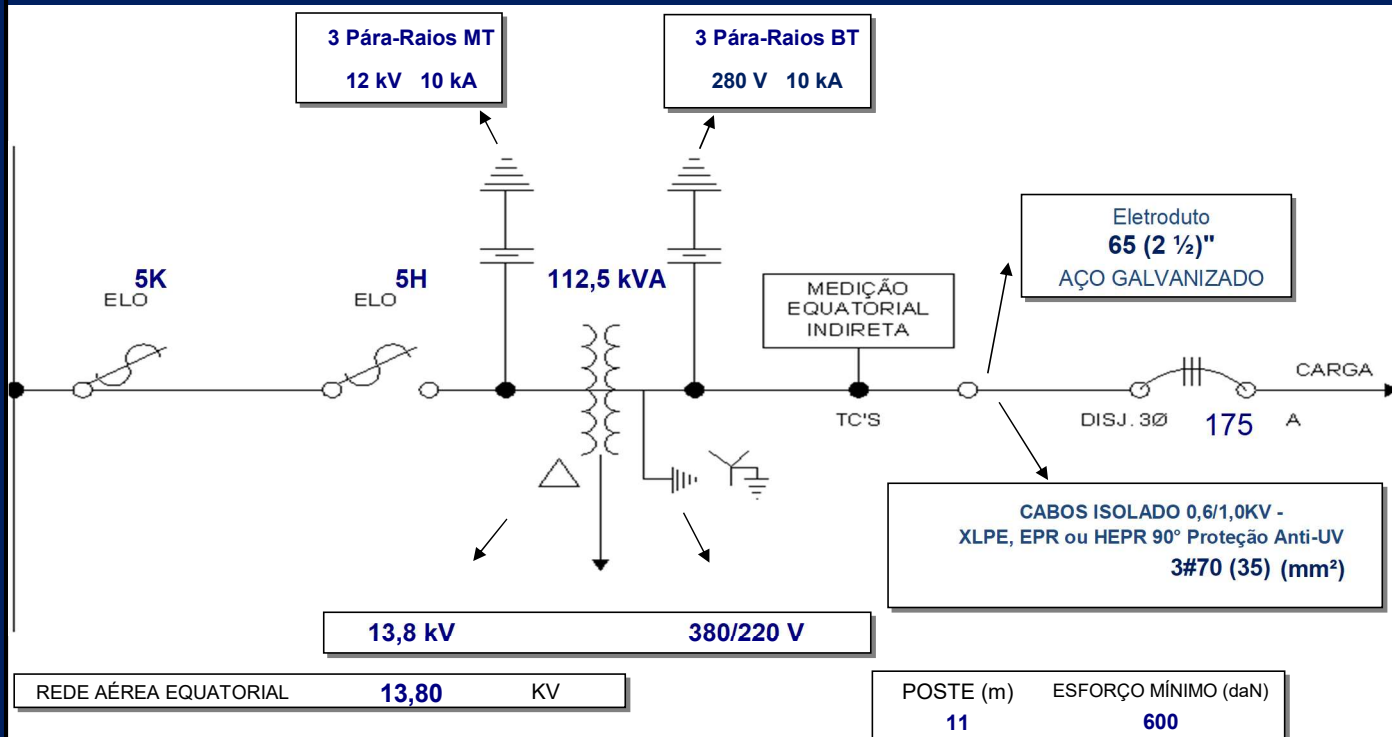 3 Pára-Raios MT
12 kV 10 kA
3 Pára-Raios BT
280 V 10 kA
Eletroduto
65 (2 ½)"
AÇO GALVANIZADO
5K
ELO
5H
ELO
112,5 kVA
MEDIÇÃO
EQUATORIAL
INDIRETA
CARGA
TC'S
DISJ. 3Ø 175 A
CABOS ISOLADO 0,6/1,0KV -
XLPE, EPR ou HEPR 90° Proteção Anti-UV
3#70 (35) (mm²)
13,8 kV 380/220 V
REDE AÉREA EQUATORIAL 13,80 KV
POSTE (m) ESFORÇO MÍNIMO (daN)
11 600